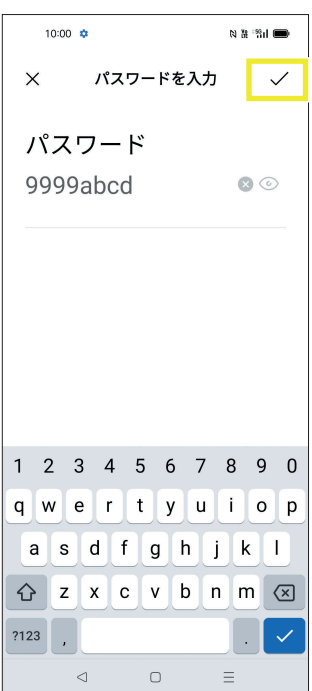 10:00
パスワードを入力
パスワード
9999abcd
1 2 3 4 5 6 7 8 9 0
q w e r t y u i o p
a s d f g h j k l
z x c v b n m
?123 , .